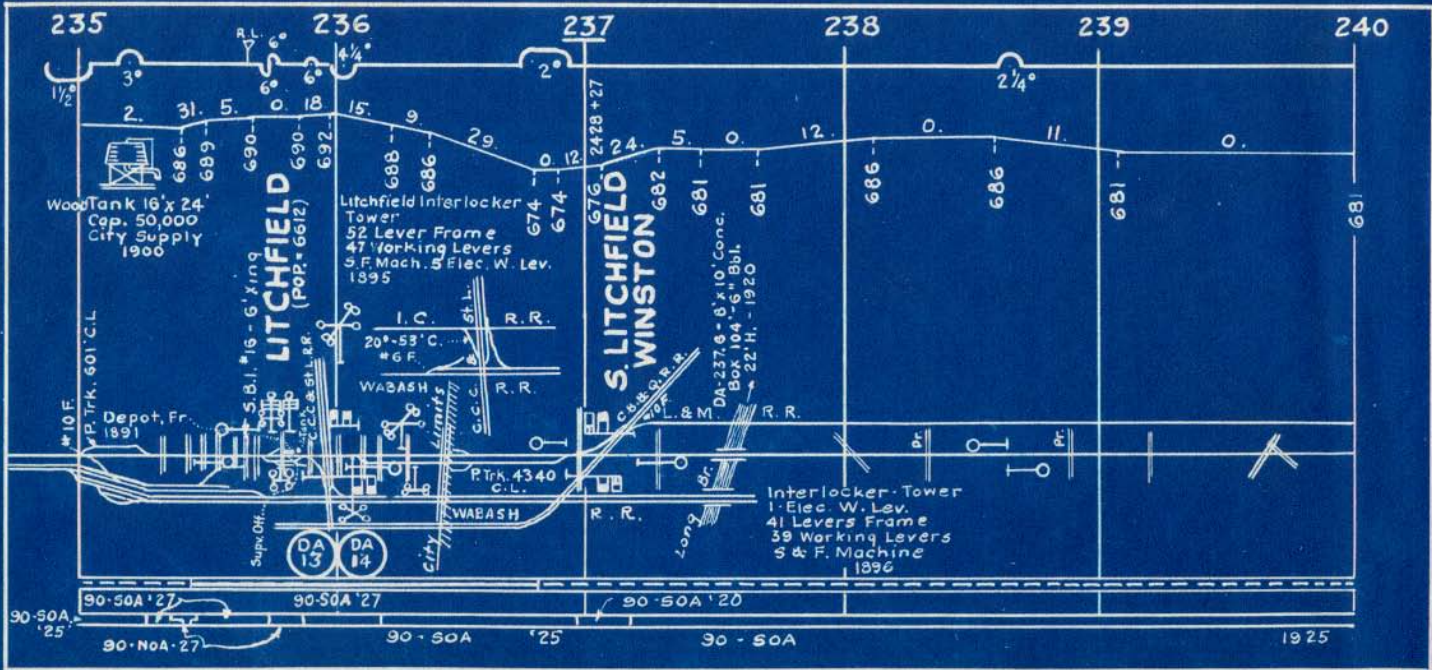 235 236 237 238 239 240
R.L.
1½° 3° 6° 6° 6° 4¼° 2° 2¼°
2. 31. 5. 0. 18 15. 9. 29. 0. 12. 24. 5. 0. 12. 0. 11. 0.
686 689 690 690 692 688 686 674 674 676 682 681 681 686 686 681 681
2428 + 27
Wood Tank 16'x 24'
Cap. 50,000
City Supply
1900
LITCHFIELD
(POP. = 6612)
Litchfield Interlocker
Tower
52 Lever Frame
47 Working Levers
S.F. Mach. 5 Elec. W. Lev.
1895
S. LITCHFIELD
WINSTON
DA-237.6 - 8'x 10' Conc.
Box 104'-6" Bbl.
22' H. - 1920
I. C. R. R.
20°-53' C.
#6 F.
WABASH R. R.
C.C.C. & St. L.
#10 F.
P. Trk. 601' C.L
Depot, Fr.
1891
S.B.I. #16 - 6' Xing
C.C.C & St L. R.R.
City Limits
C.B. & Q. R.R.
10F.
L. & M. R. R.
Pr. Pr.
P. Trk. 4340
C. L.
WABASH R. R.
Long Br.
Supv. Off.
Interlocker - Tower
1 - Elec. W. Lev.
41 Levers Frame
39 Working Levers
S & F. Machine
1896
DA
13
DA
14
90-SOA '27 90-SOA '27 90-SOA '20
90-SOA
'25
90-NOA-27
90 - SOA '25 90 - SOA 1925